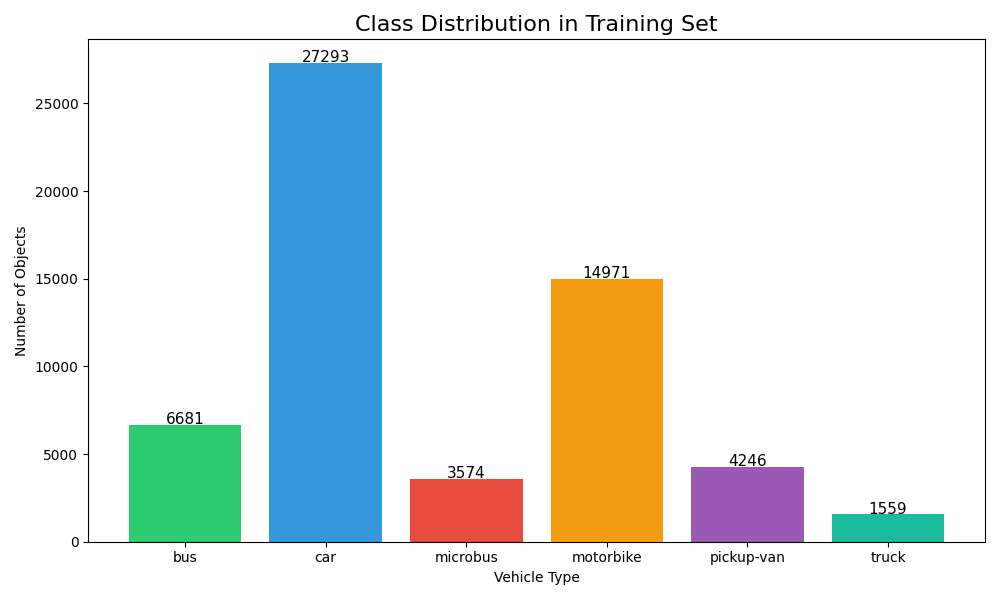 Class Distribution in Training Set
Number of Objects
25000
20000
15000
10000
5000
0
6681
27293
3574
14971
4246
1559
bus
car
microbus
motorbike
pickup-van
truck
Vehicle Type